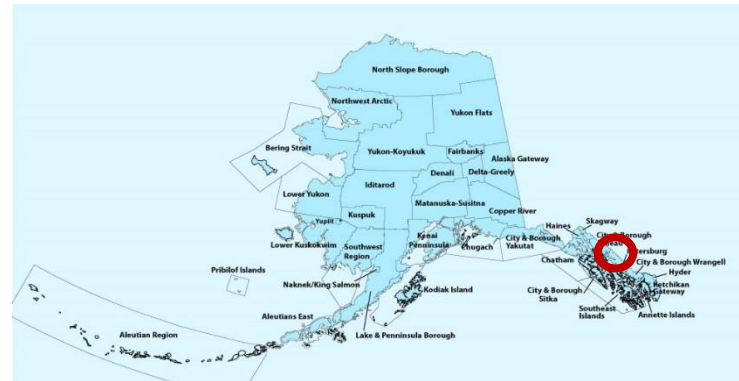 North Slope Borough
Northwest Arctic
Yukon Flats
Bering Strait
Yukon-Koyukuk
Fairbanks
Alaska Gateway
Denali
Delta-Greely
Iditarod
Lower Yukon
Matanuska-Susitna
Kuspuk
Copper River
Yupiit
Skagway
Haines
Lower Kuskokwim
Southwest
Region
Kenai
Penninsula
Chugach
City & Borough
Yakutat
City & Borough
Chatham
City & Borough Wrangell
Pribilof Islands
Hyder
Naknek/King Salmon
Kodiak Island
City & Borough
Sitka
Ketchikan
Gateway
Southeast
Islands
Annette Islands
Aleutians East
Aleutian Region
Lake & Penninsula Borough